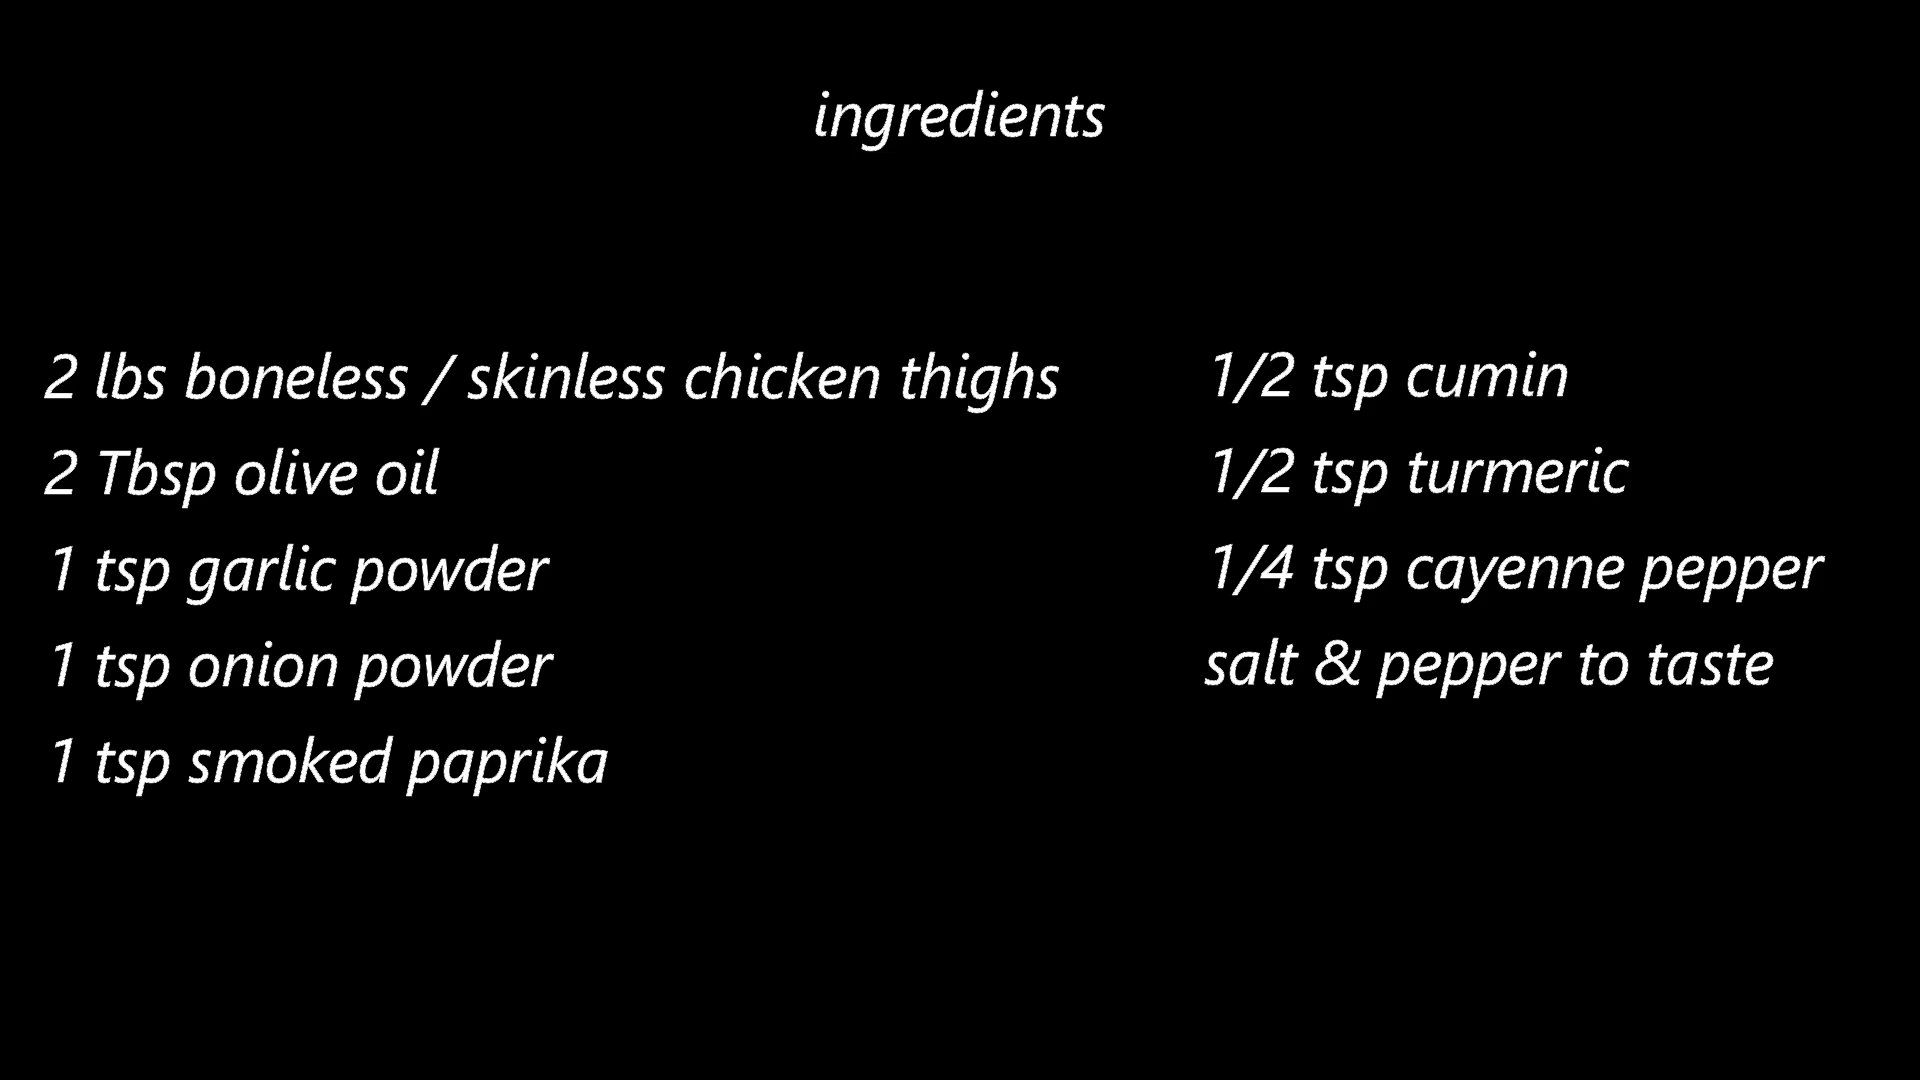 ingredients
2 lbs boneless / skinless chicken thighs
2 Tbsp olive oil
1 tsp garlic powder
1 tsp onion powder
1 tsp smoked paprika
1/2 tsp cumin
1/2 tsp turmeric
1/4 tsp cayenne pepper
salt & pepper to taste